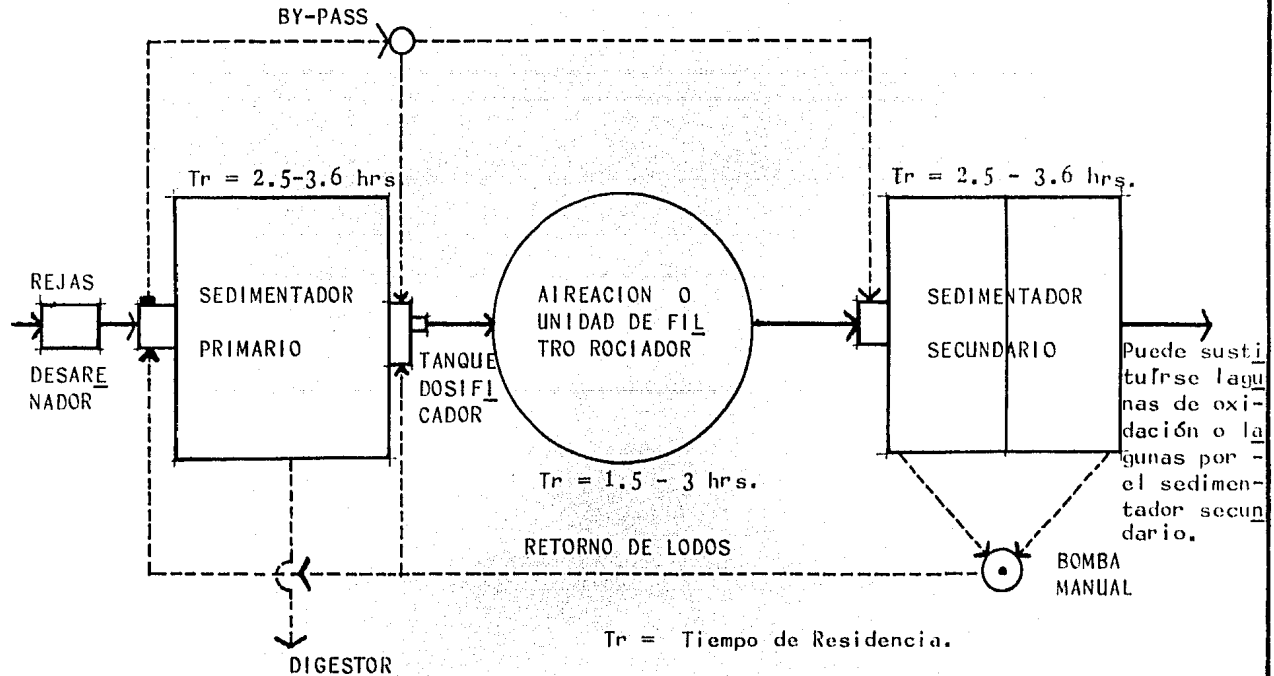 BY-PASS
Tr = 2.5-3.6 hrs
Tr = 2.5 - 3.6 hrs.
REJAS
DESARE
NADOR
SEDIMENTADOR
PRIMARIO
TANQUE
DOSIFI
CADOR
AIREACION O
UNIDAD DE FIL
TRO ROCIADOR
Tr = 1.5 - 3 hrs.
SEDIMENTADOR
SECUNDARIO
Puede susti
tuírse lagu
nas de oxi-
dación o la
gunas por -
el sedimen-
tador secun
dario.
RETORNO DE LODOS
BOMBA
MANUAL
Tr = Tiempo de Residencia.
DIGESTOR